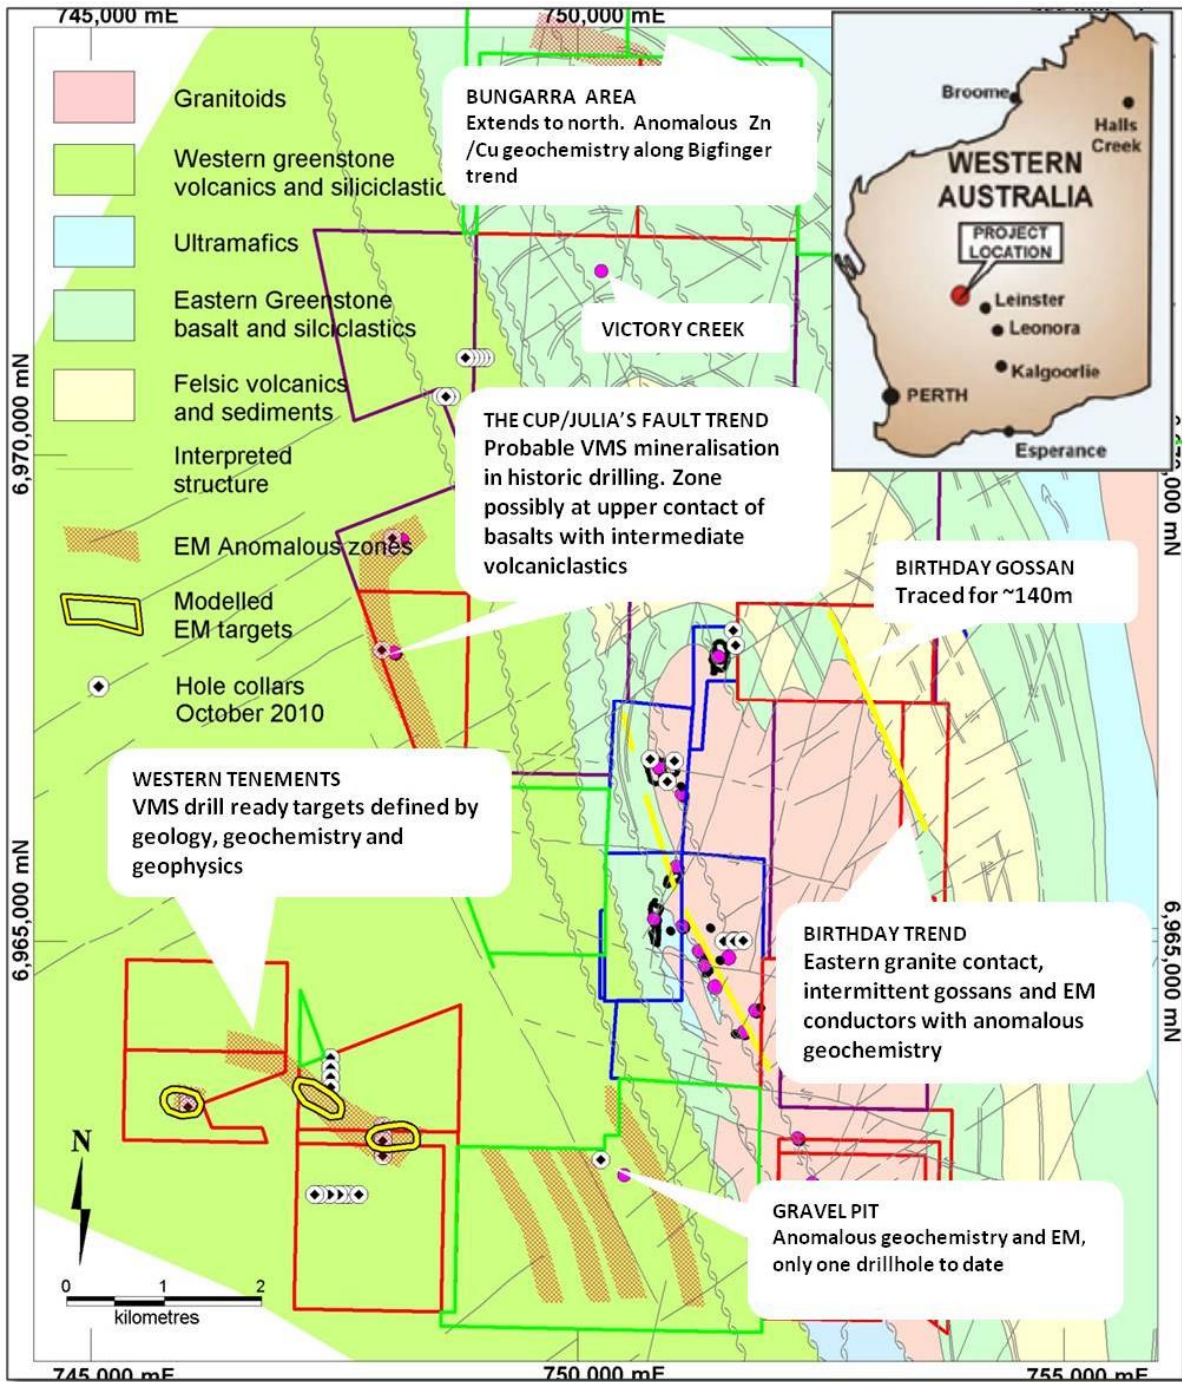 745,000 mE
750,000 mE
Granitoids
Western greenstone
volcanics and siliciclastic
Ultramafics
Eastern Greenstone
basalt and silciclastics
Felsic volcanics
and sediments
Interpreted
structure
EM Anomalous zones
Modelled
EM targets
Hole collars
October 2010
BUNGARRA AREA
Extends to north. Anomalous Zn
/Cu geochemistry along Bigfinger
trend
VICTORY CREEK
THE CUP/JULIA'S FAULT TREND
Probable VMS mineralisation
in historic drilling. Zone
possibly at upper contact of
basalts with intermediate
volcaniclastics
Broome
Halls
Creek
WESTERN
AUSTRALIA
PROJECT
LOCATION
Leinster
Leonora
Kalgoorlie
PERTH
Esperance
6,970,000 mN
BIRTHDAY GOSSAN
Traced for ~140m
WESTERN TENEMENTS
VMS drill ready targets defined by
geology, geochemistry and
geophysics
6,965,000 mN
6,965,000 mN
BIRTHDAY TREND
Eastern granite contact,
intermittent gossans and EM
conductors with anomalous
geochemistry
GRAVEL PIT
Anomalous geochemistry and EM,
only one drillhole to date
N
0 1 2
kilometres
745,000 mE
750,000 mE
755,000 mE